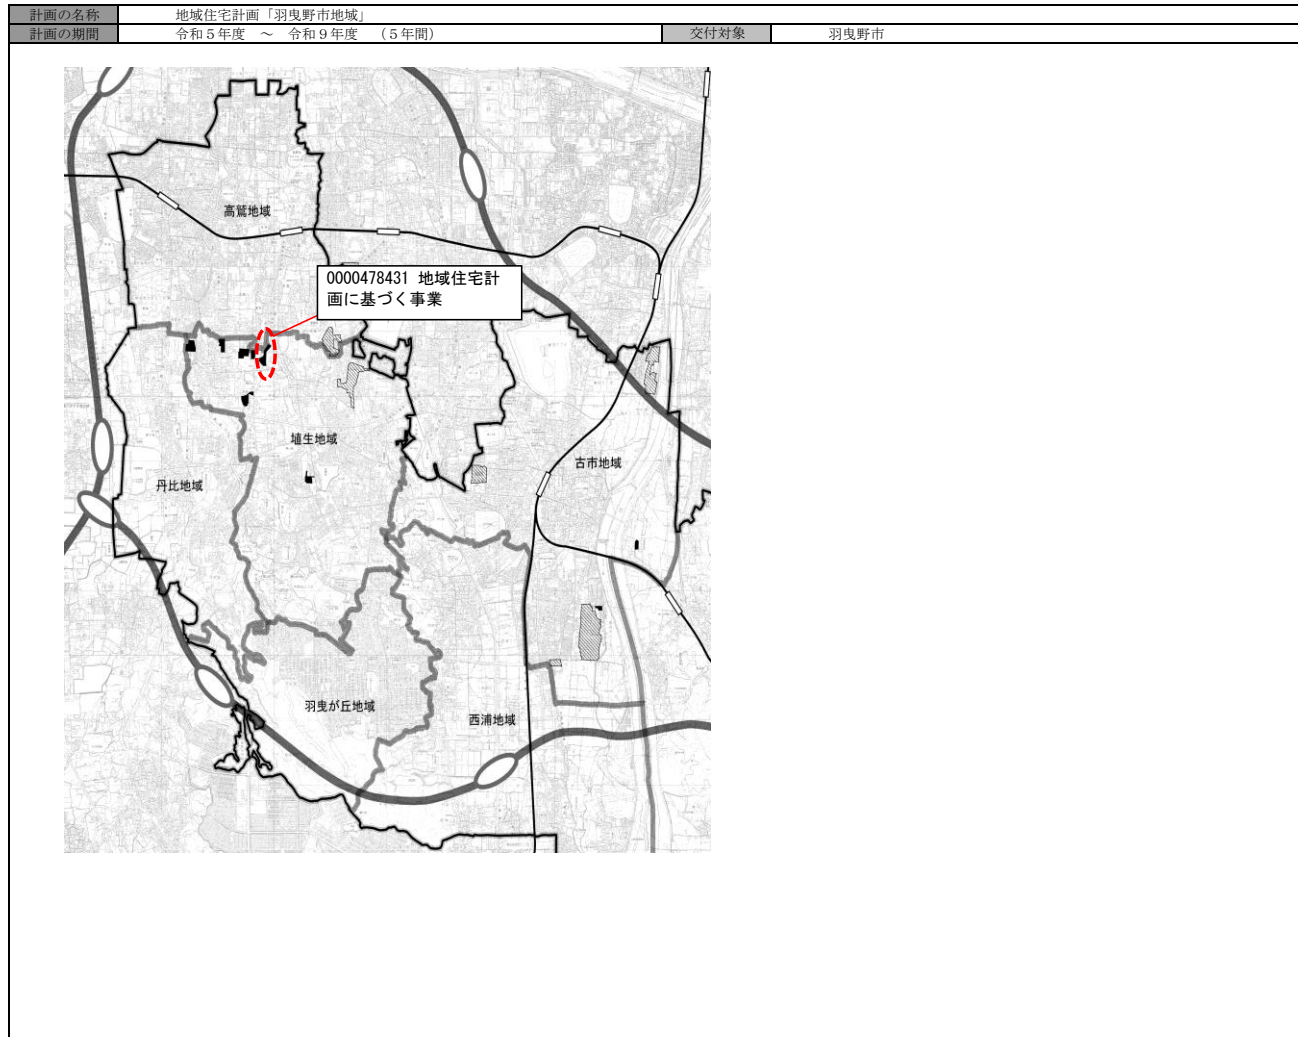 計画の名称 地域住宅計画「羽曳野市地域」
計画の期間 令和５年度 ～ 令和９年度 （５年間） 交付対象 羽曳野市
高鷲地域
0000478431 地域住宅計
画に基づく事業
埴生地域
古市地域
丹比地域
羽曳が丘地域
西浦地域